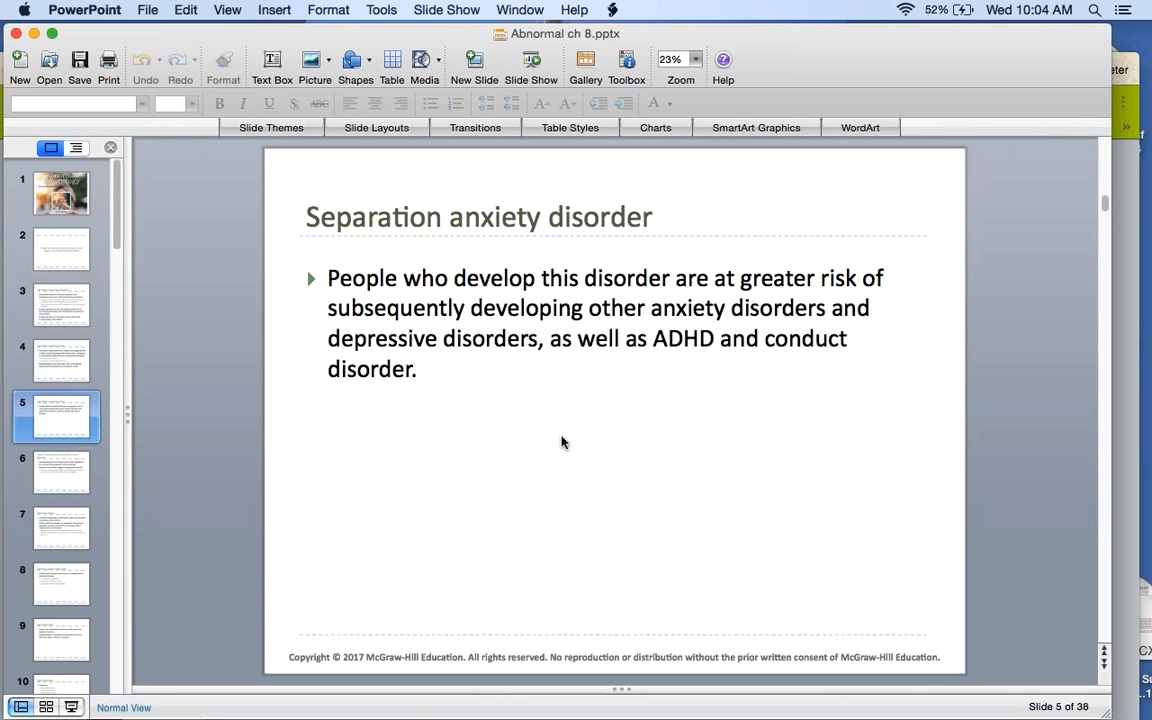 PowerPoint File Edit View Insert Format Tools Slide Show Window Help 52% Wed 10:04 AM
Abnormal ch 8.pptx
23%
New Open Save Print Undo Redo Format Text Box Picture Shapes Table Media New Slide Slide Show Gallery Toolbox Zoom Help
B I U S ABC A A A
Slide Themes Slide Layouts Transitions Table Styles Charts SmartArt Graphics WordArt
1
2
3
4
5
6
7
8
9
10
Separation anxiety disorder
People who develop this disorder are at greater risk of
subsequently developing other anxiety disorders and
depressive disorders, as well as ADHD and conduct
disorder.
Copyright © 2017 McGraw-Hill Education. All rights reserved. No reproduction or distribution without the prior written consent of McGraw-Hill Education.
Normal View Slide 5 of 38